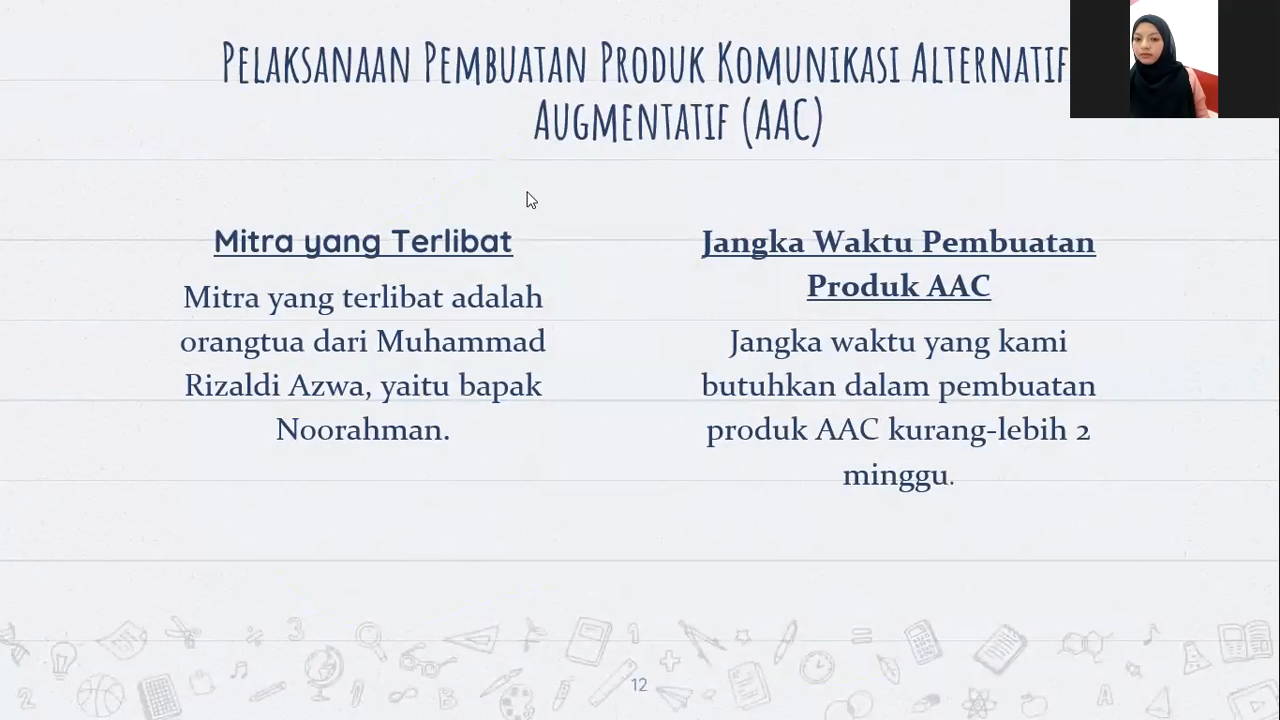 Pelaksanaan Pembuatan Produk Komunikasi Alternatif
Augmentatif (AAC)
Mitra yang Terlibat
Mitra yang terlibat adalah
orangtua dari Muhammad
Rizaldi Azwa, yaitu bapak
Noorahman.
Jangka Waktu Pembuatan
Produk AAC
Jangka waktu yang kami
butuhkan dalam pembuatan
produk AAC kurang-lebih 2
minggu.
12